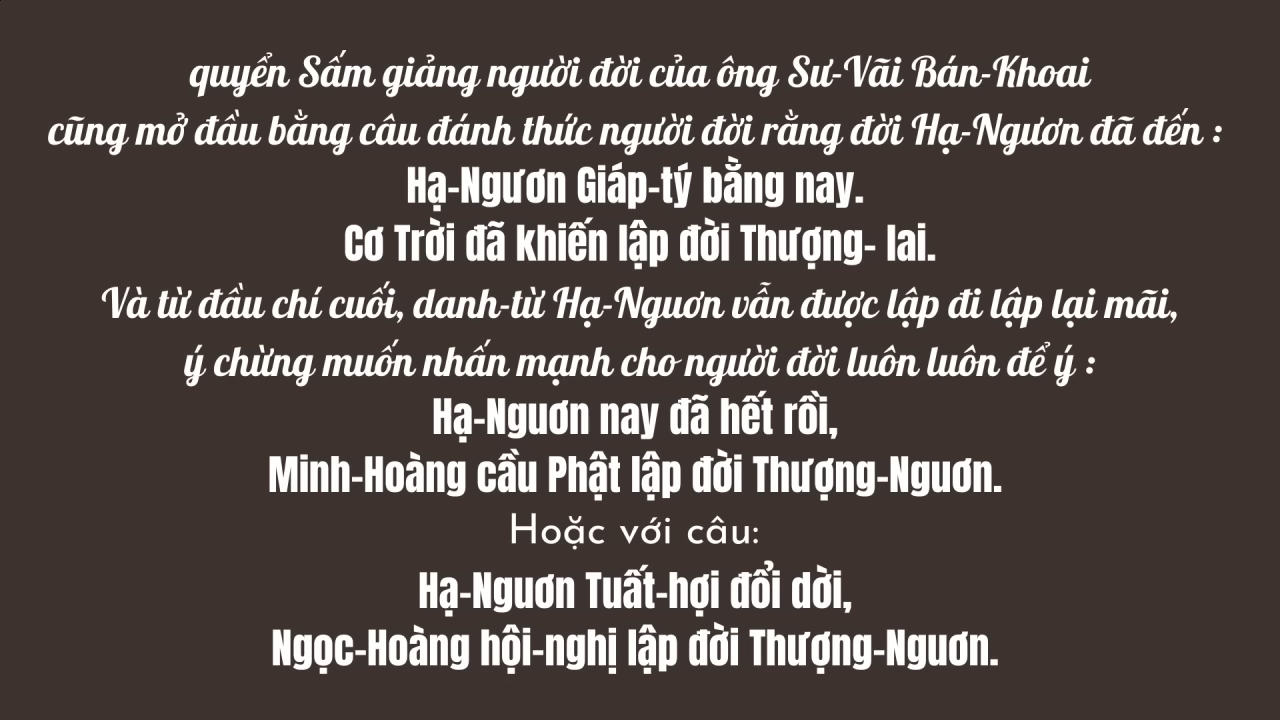 quyển Sấm giảng người đời của ông Sư-Vãi Bán-Khoai
cũng mở đầu bằng câu đánh thức người đời rằng đời Hạ-Ngươn đã đến :
Hạ-Ngươn Giáp-tý bằng nay.
Cơ Trời đã khiến lập đời Thượng- lai.
Và từ đầu chí cuối, danh-từ Hạ-Nguơn vẫn được lập đi lập lại mãi,
ý chừng muốn nhấn mạnh cho người đời luôn luôn để ý :
Hạ-Nguơn nay đã hết rồi,
Minh-Hoàng cầu Phật lập đời Thượng-Nguơn.
Hoặc với câu:
Hạ-Nguơn Tuất-hợi đổi dời,
Ngọc-Hoàng hội-nghị lập đời Thượng-Nguơn.